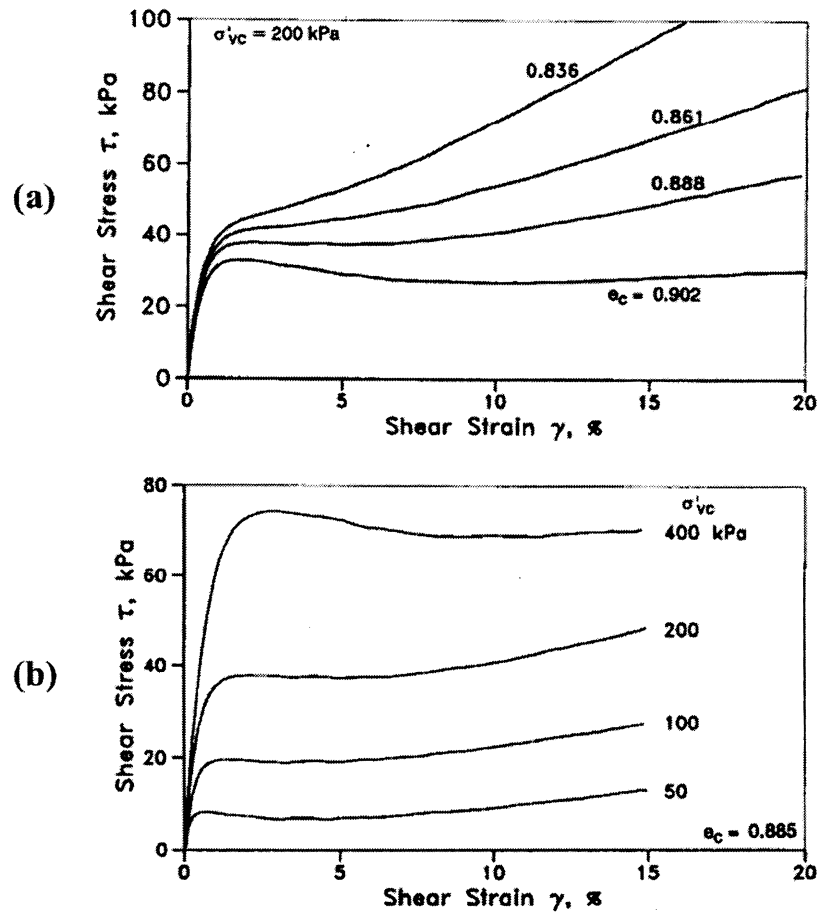 (a)
Shear Stress τ, kPa
100
80
60
40
20
0
σ'vc = 200 kPa
0.836
0.861
0.888
ec = 0.902
0 5 10 15 20
Shear Strain γ, %
(b)
Shear Stress τ, kPa
80
60
40
20
0
σ'vc
400 kPa
200
100
50
ec = 0.885
0 5 10 15 20
Shear Strain γ, %